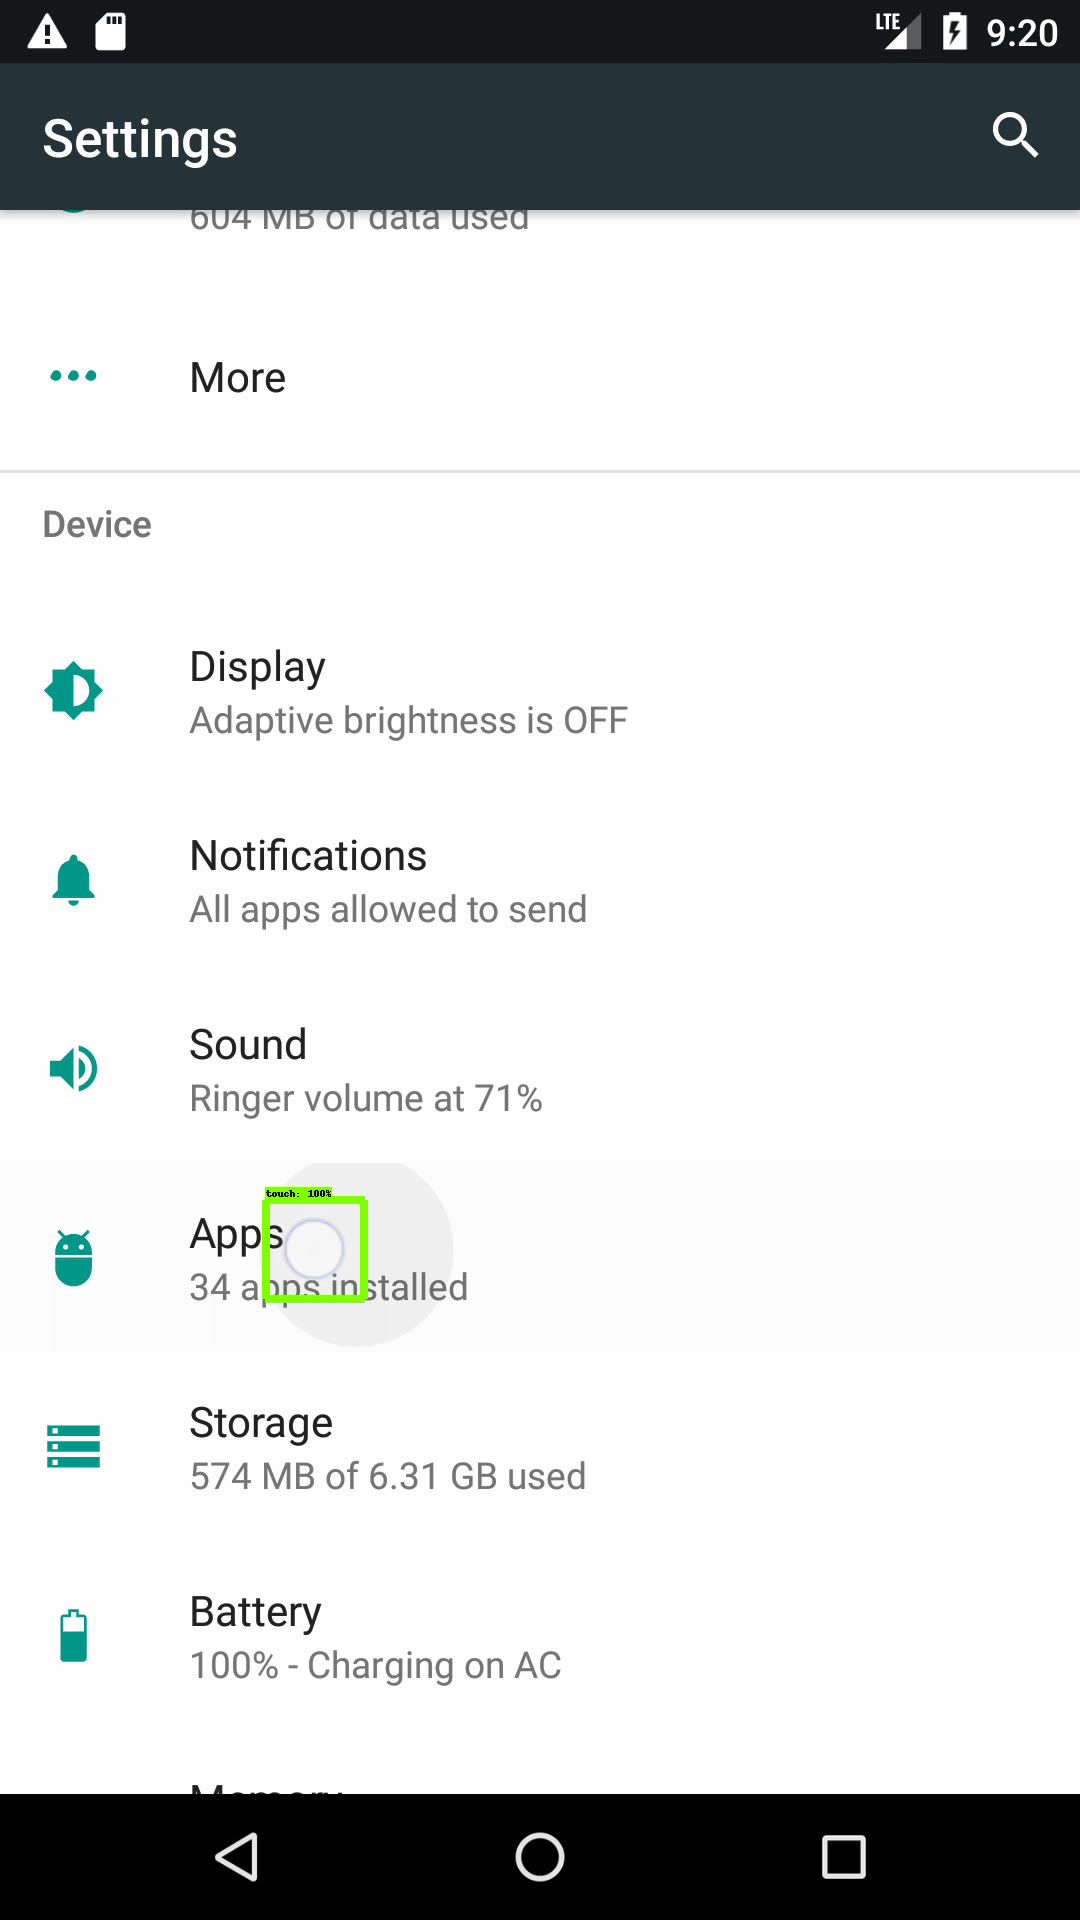 LTE 9:20
Settings
604 MB of data used
More
Device
Display
Adaptive brightness is OFF
Notifications
All apps allowed to send
Sound
Ringer volume at 71%
touch: 100%
Apps
34 apps installed
Storage
574 MB of 6.31 GB used
Battery
100% - Charging on AC
Memory